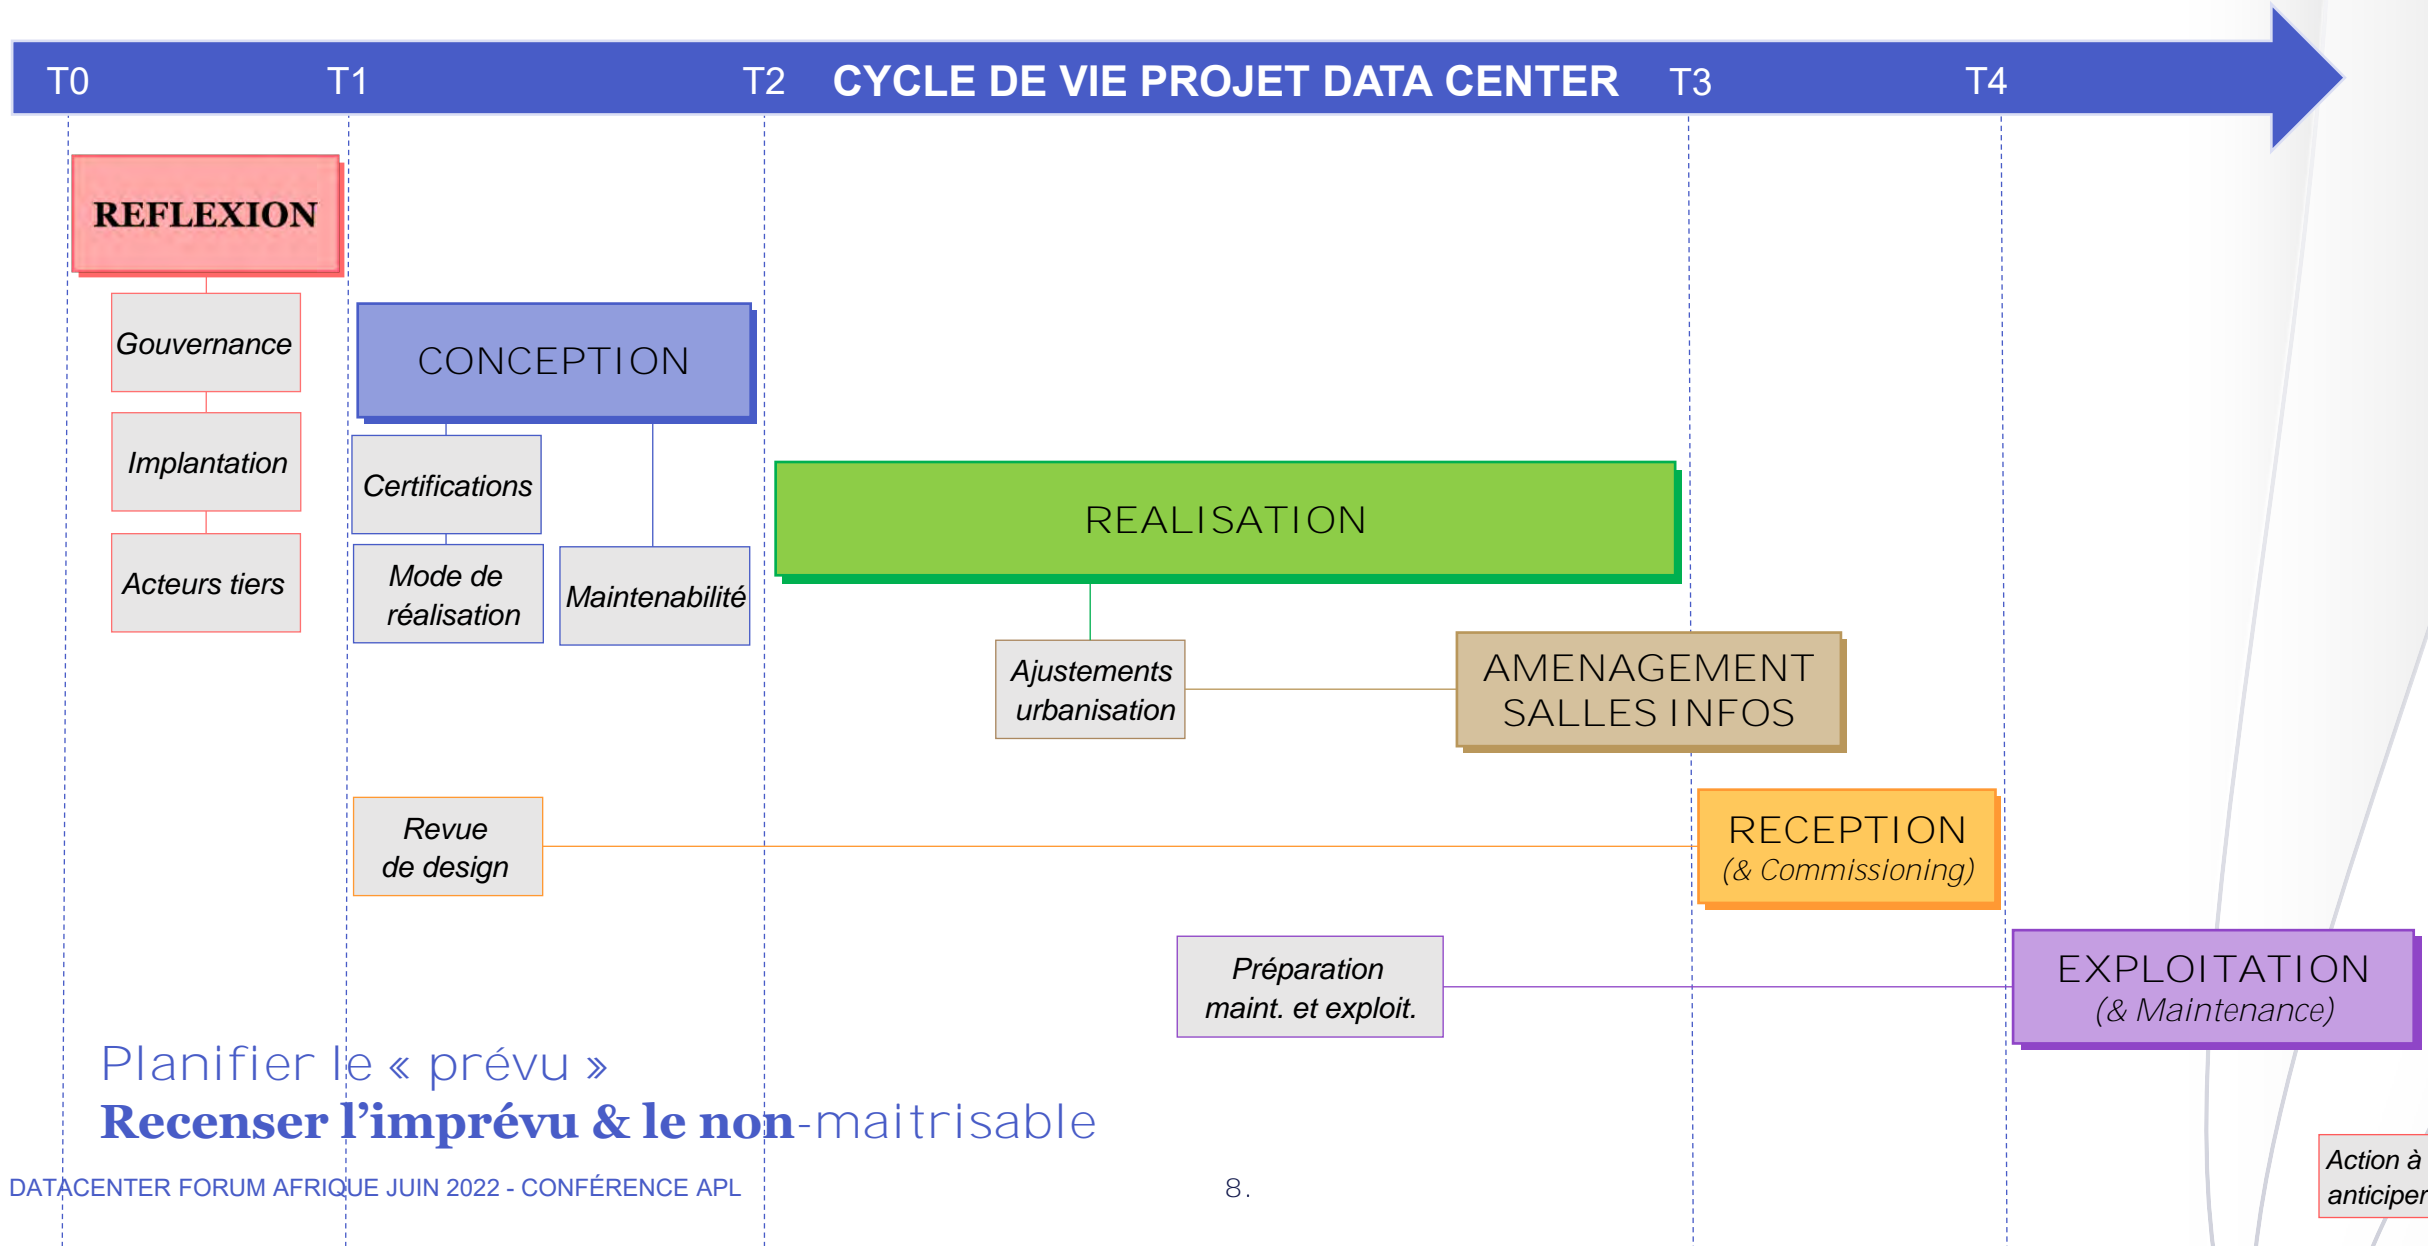 T0 T1 T2 CYCLE DE VIE PROJET DATA CENTER T3 T4
REFLEXION
Gouvernance
Implantation
Acteurs tiers
CONCEPTION
Certifications
Mode de
réalisation
Maintenabilité
REALISATION
Ajustements
urbanisation
AMENAGEMENT
SALLES INFOS
Revue
de design
RECEPTION
(& Commissioning)
Préparation
maint. et exploit.
EXPLOITATION
(& Maintenance)
Planifier le « prévu »
Recenser l’imprévu & le non-maitrisable
DATACENTER FORUM AFRIQUE JUIN 2022 - CONFÉRENCE APL
8.
Action à
anticiper